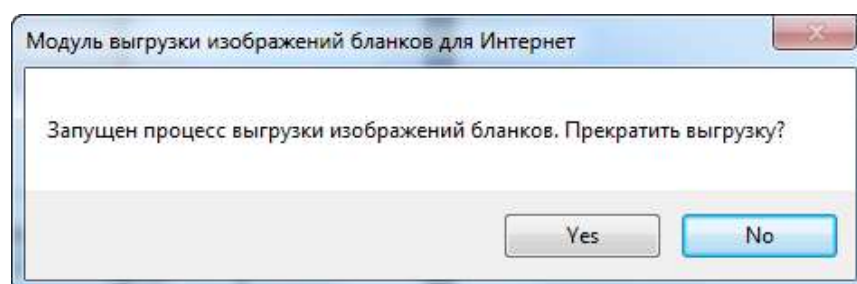 Модуль выгрузки изображений бланков для Интернет
Запущен процесс выгрузки изображений бланков. Прекратить выгрузку?
Yes No